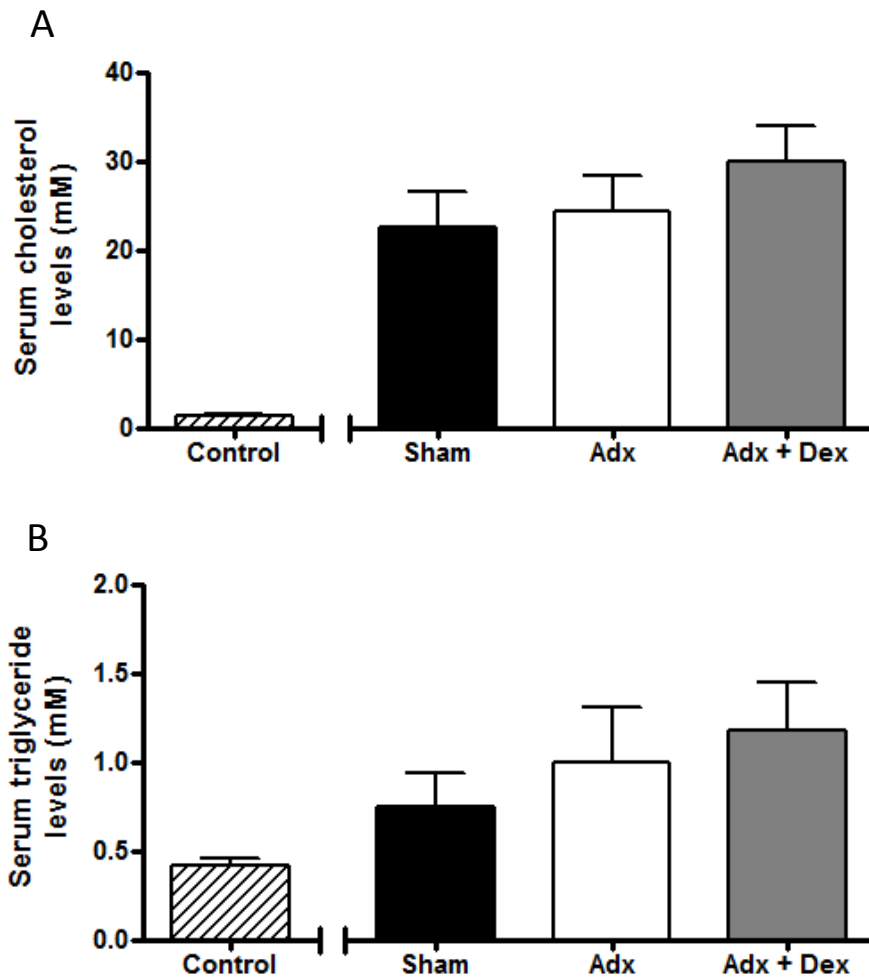 A
Serum cholesterol
levels (mM)
40
30
20
10
0
Control Sham Adx Adx + Dex
B
Serum triglyceride
levels (mM)
2.0
1.5
1.0
0.5
0.0
Control Sham Adx Adx + Dex